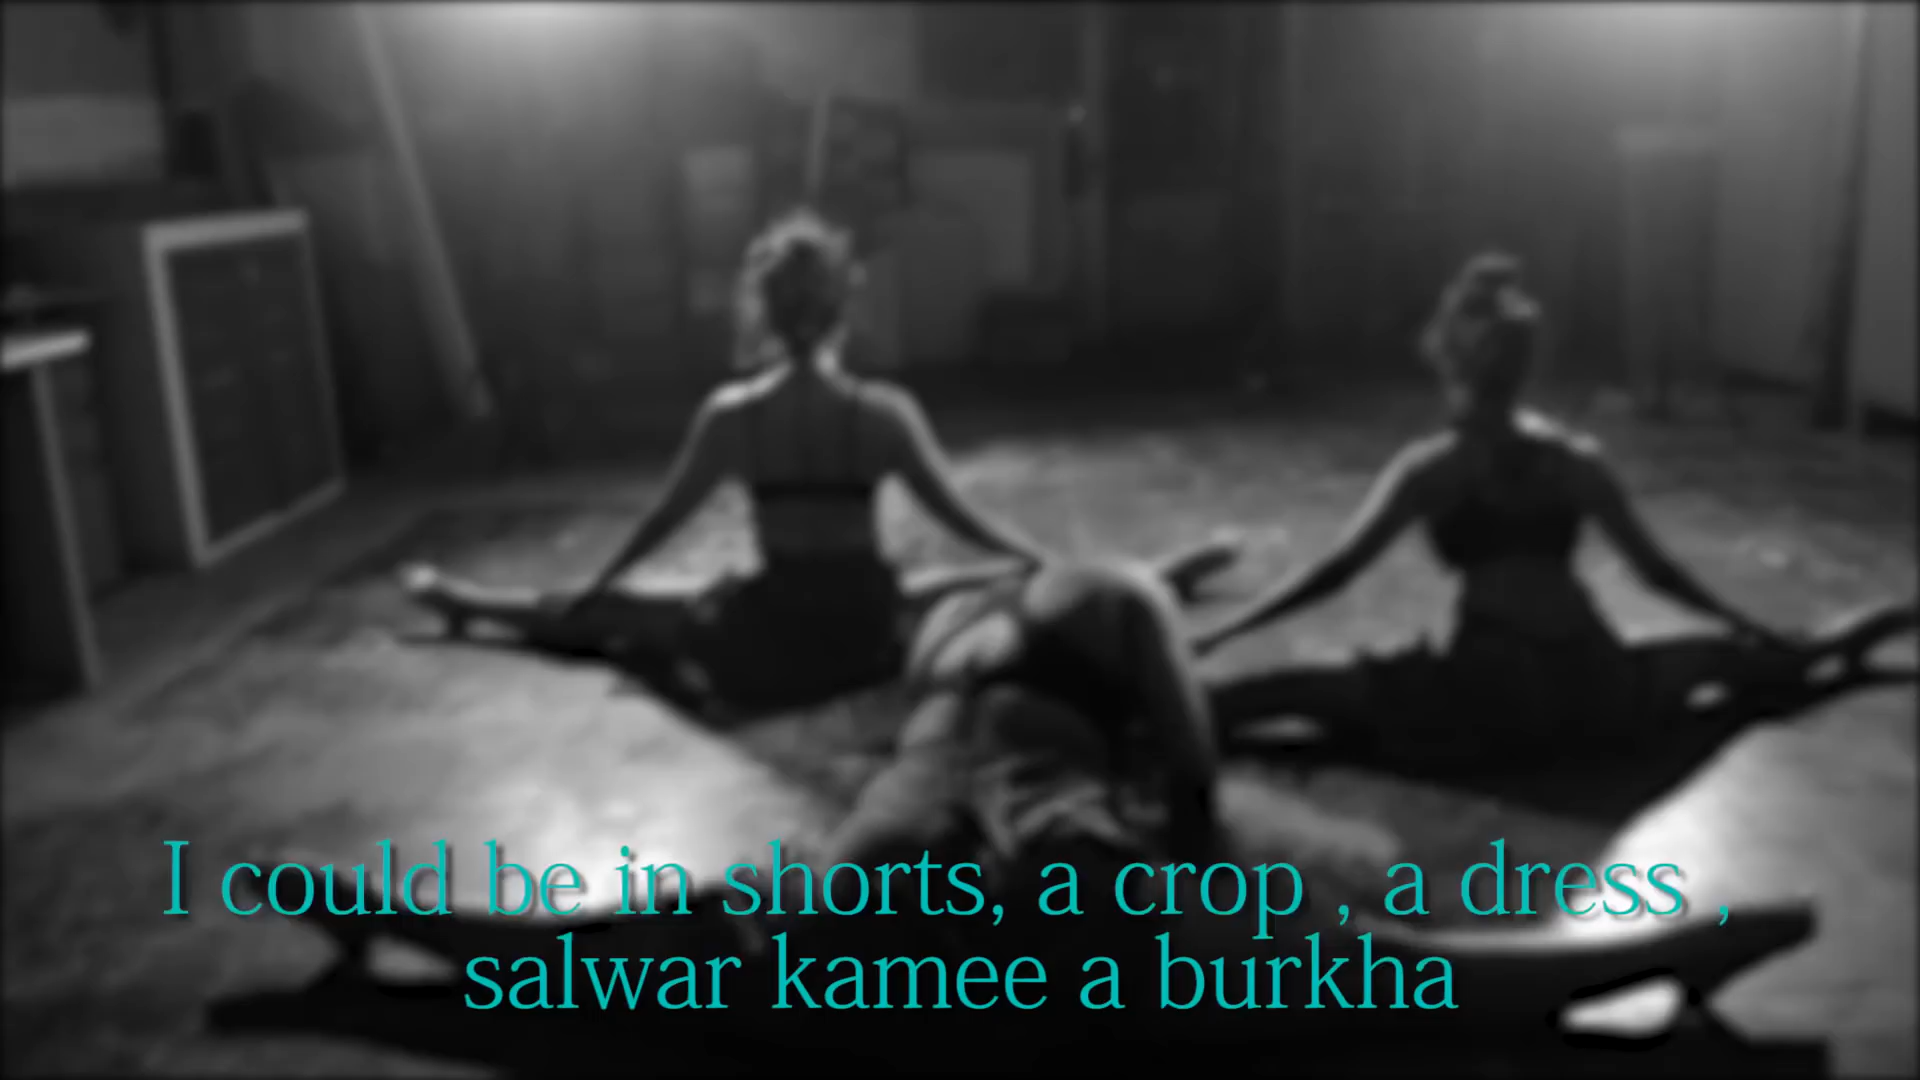 I could be in shorts, a crop , a dress ,
salwar kamee a burkha